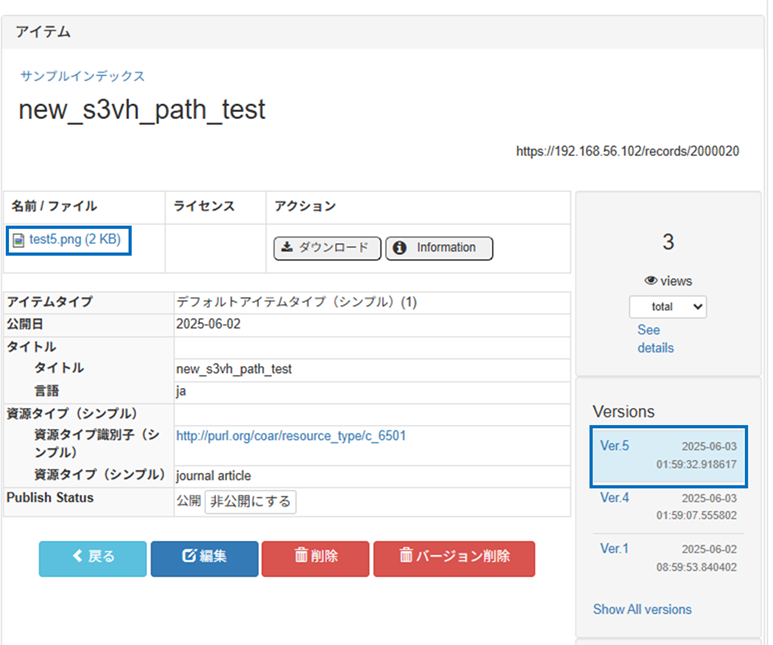 アイテム
サンプルインデックス
new_s3vh_path_test
https://192.168.56.102/records/2000020
名前 / ファイル ライセンス アクション
test5.png (2 KB) ダウンロード Information
アイテムタイプ デフォルトアイテムタイプ（シンプル）(1)
公開日 2025-06-02
タイトル
タイトル new_s3vh_path_test
言語 ja
資源タイプ（シンプル）
資源タイプ識別子（シ
ンプル） http://purl.org/coar/resource_type/c_6501
資源タイプ（シンプル） journal article
Publish Status 公開 非公開にする
戻る 編集 削除 バージョン削除
3
views
total
See
details
Versions
Ver.5 2025-06-03
01:59:32.918617
Ver.4 2025-06-03
01:59:07.555802
Ver.1 2025-06-02
08:59:53.840402
Show All versions